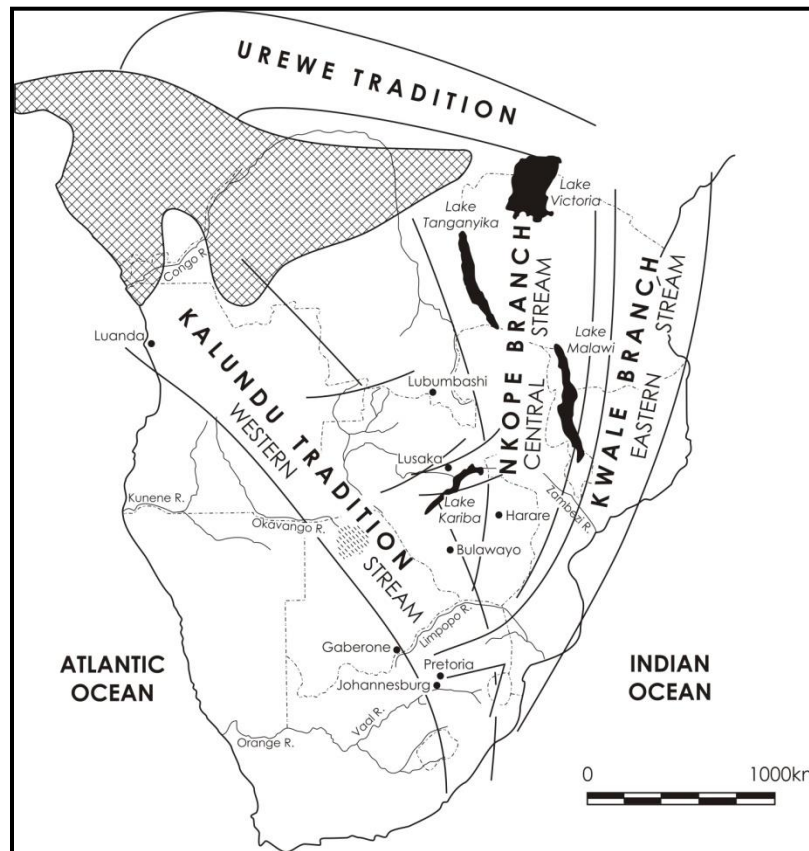 UREWE TRADITION
Lake
Victoria
Lake
Tanganyika
Congo R.
Luanda
KALUNDU TRADITION
WESTERN STREAM
NKOPE BRANCH
CENTRAL STREAM
KWALE BRANCH
EASTERN STREAM
Lake
Malawi
Lubumbashi
Lusaka
Lake
Kariba
Harare
Zambezi R.
Kunene R.
Okavango R.
Bulawayo
Limpopo R.
Gaberone
Pretoria
Johannesburg
Vaal R.
Orange R.
ATLANTIC
OCEAN
INDIAN
OCEAN
0 1000km